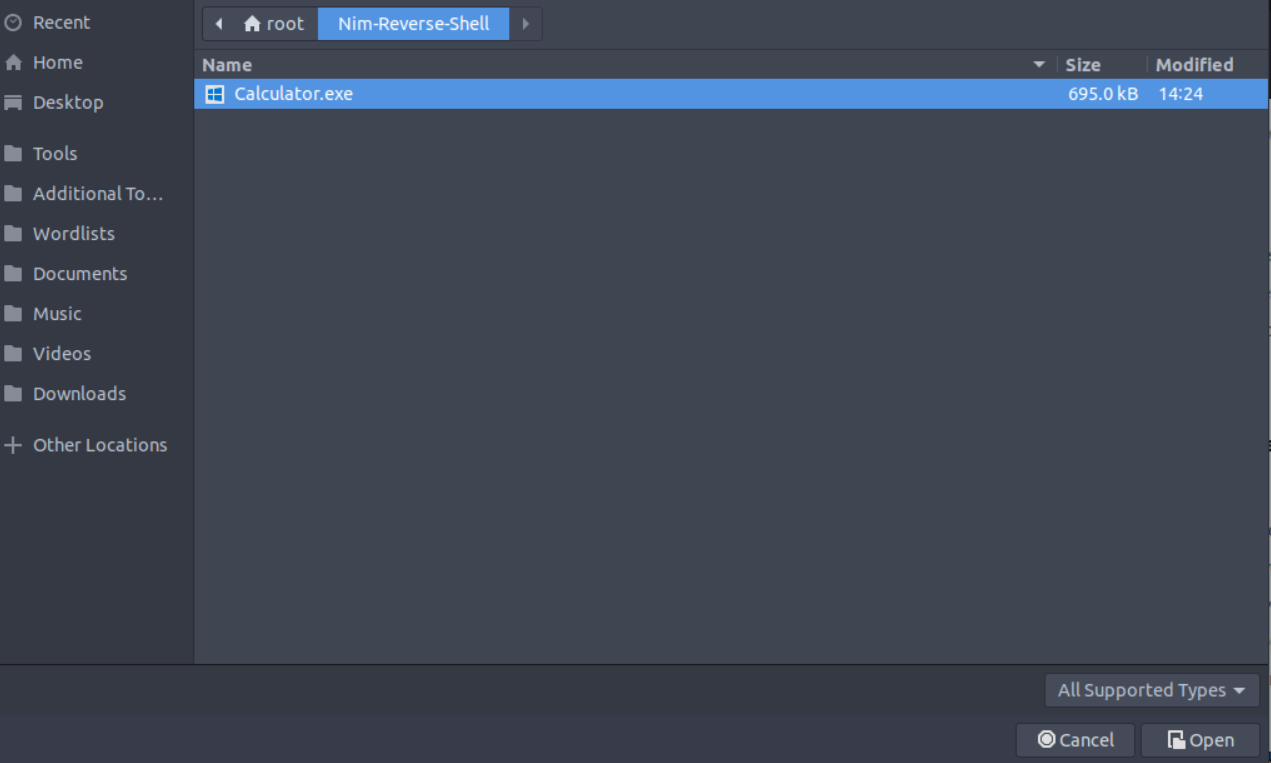 Recent
Home
Desktop
Tools
Additional To...
Wordlists
Documents
Music
Videos
Downloads
Other Locations
root Nim-Reverse-Shell
Name Size Modified
Calculator.exe 695.0 kB 14:24
All Supported Types
Cancel Open